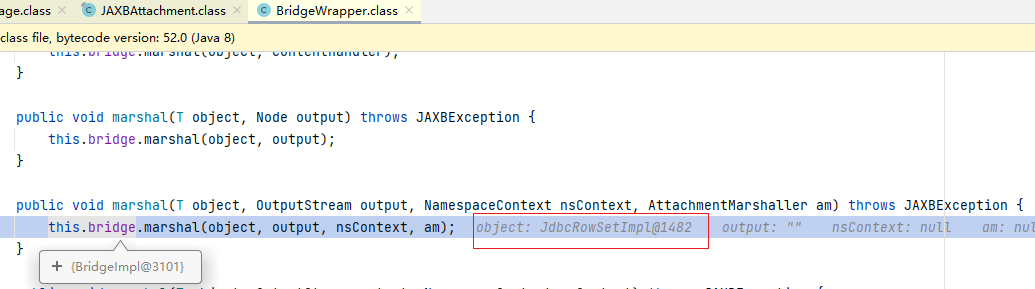 age.class × JAXBAttachment.class × BridgeWrapper.class ×
class file, bytecode version: 52.0 (Java 8)
this.bridge.marshal(object, contentHandler);
}
public void marshal(T object, Node output) throws JAXBException {
this.bridge.marshal(object, output);
}
public void marshal(T object, OutputStream output, NamespaceContext nsContext, AttachmentMarshaller am) throws JAXBException {
this.bridge.marshal(object, output, nsContext, am); object: JdbcRowSetImpl@1482 output: "" nsContext: null am: nul
}
+ {BridgeImpl@3101}